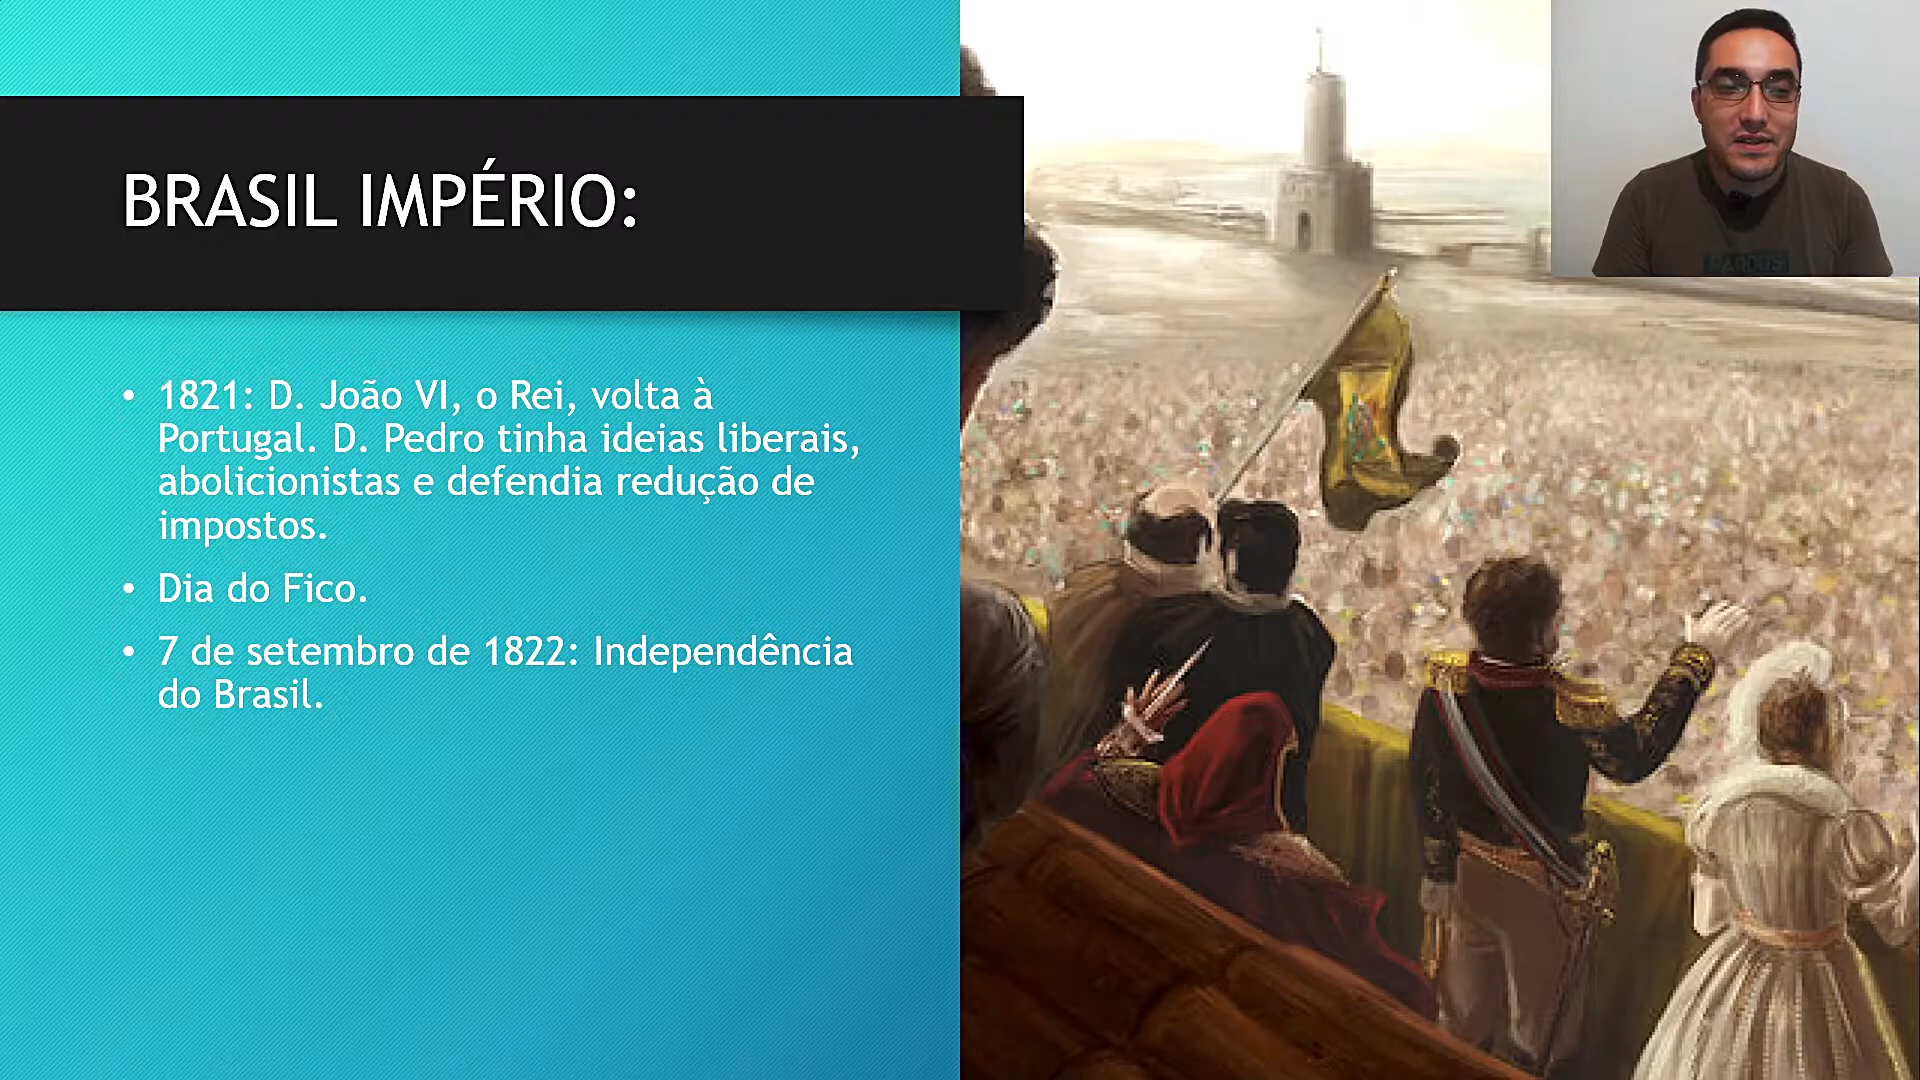 BRASIL IMPÉRIO:
• 1821: D. João VI, o Rei, volta à
Portugal. D. Pedro tinha ideias liberais,
abolicionistas e defendia redução de
impostos.
• Dia do Fico.
• 7 de setembro de 1822: Independência
do Brasil.